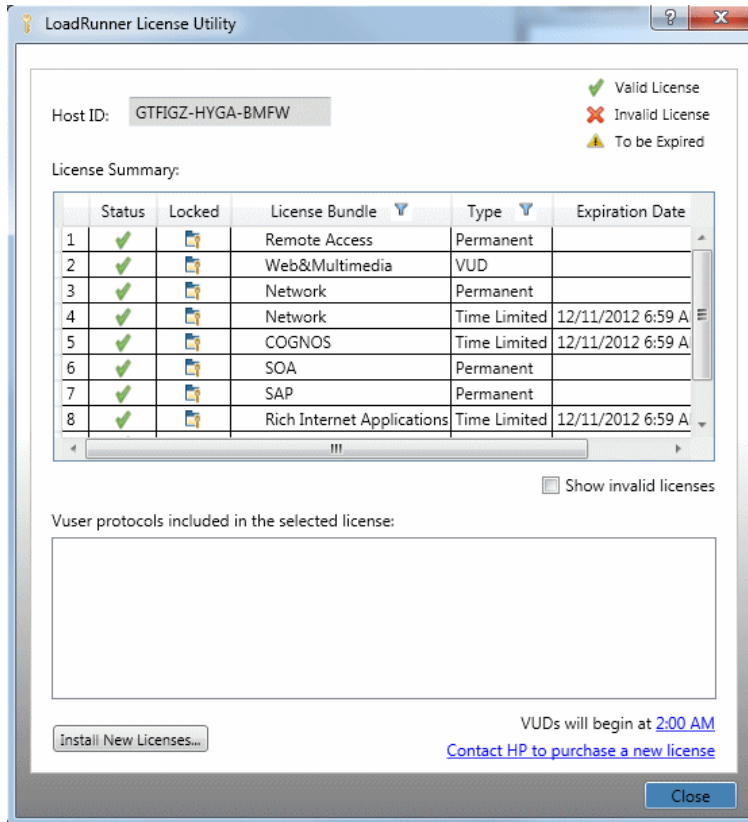 LoadRunner License Utility
Host ID: GTFIGZ-HYGA-BMFW
Valid License
Invalid License
To be Expired
License Summary:
Status Locked License Bundle Type Expiration Date
1 Remote Access Permanent
2 Web&Multimedia VUD
3 Network Permanent
4 Network Time Limited 12/11/2012 6:59 A
5 COGNOS Time Limited 12/11/2012 6:59 A
6 SOA Permanent
7 SAP Permanent
8 Rich Internet Applications Time Limited 12/11/2012 6:59 A
Show invalid licenses
Vuser protocols included in the selected license:
VUDs will begin at 2:00 AM
Install New Licenses...
Contact HP to purchase a new license
Close